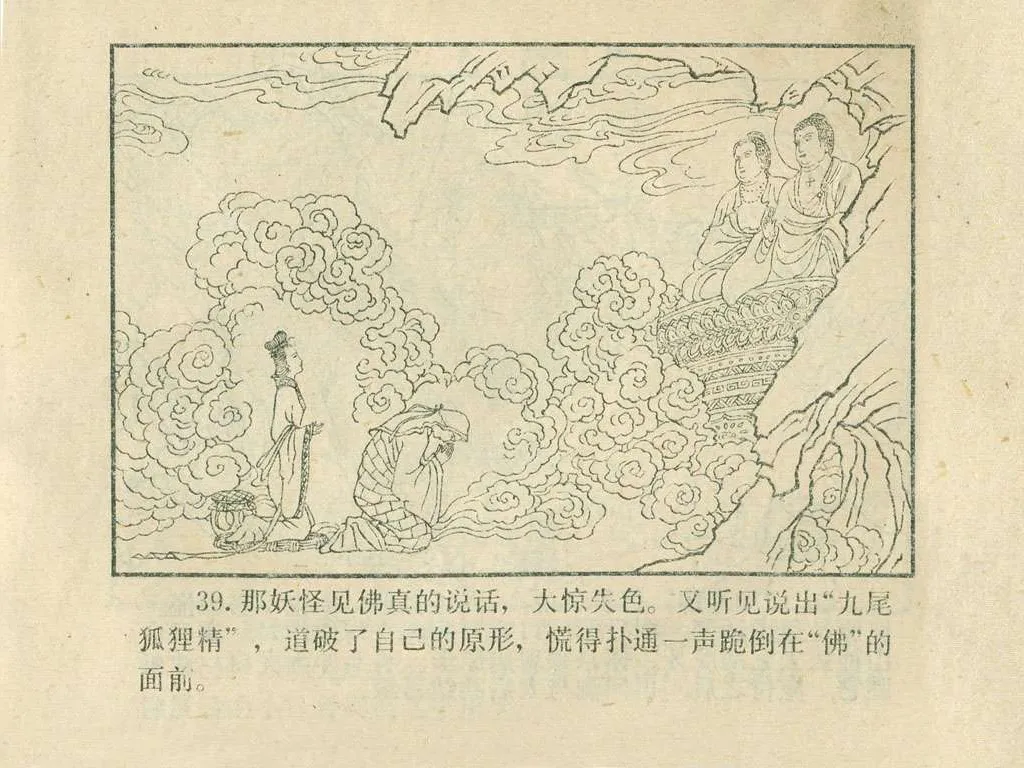 39. 那妖怪见佛真的说话，大惊失色。又听见说出“九尾
狐狸精”，道破了自己的原形，慌得扑通一声跪倒在“佛”的
面前。